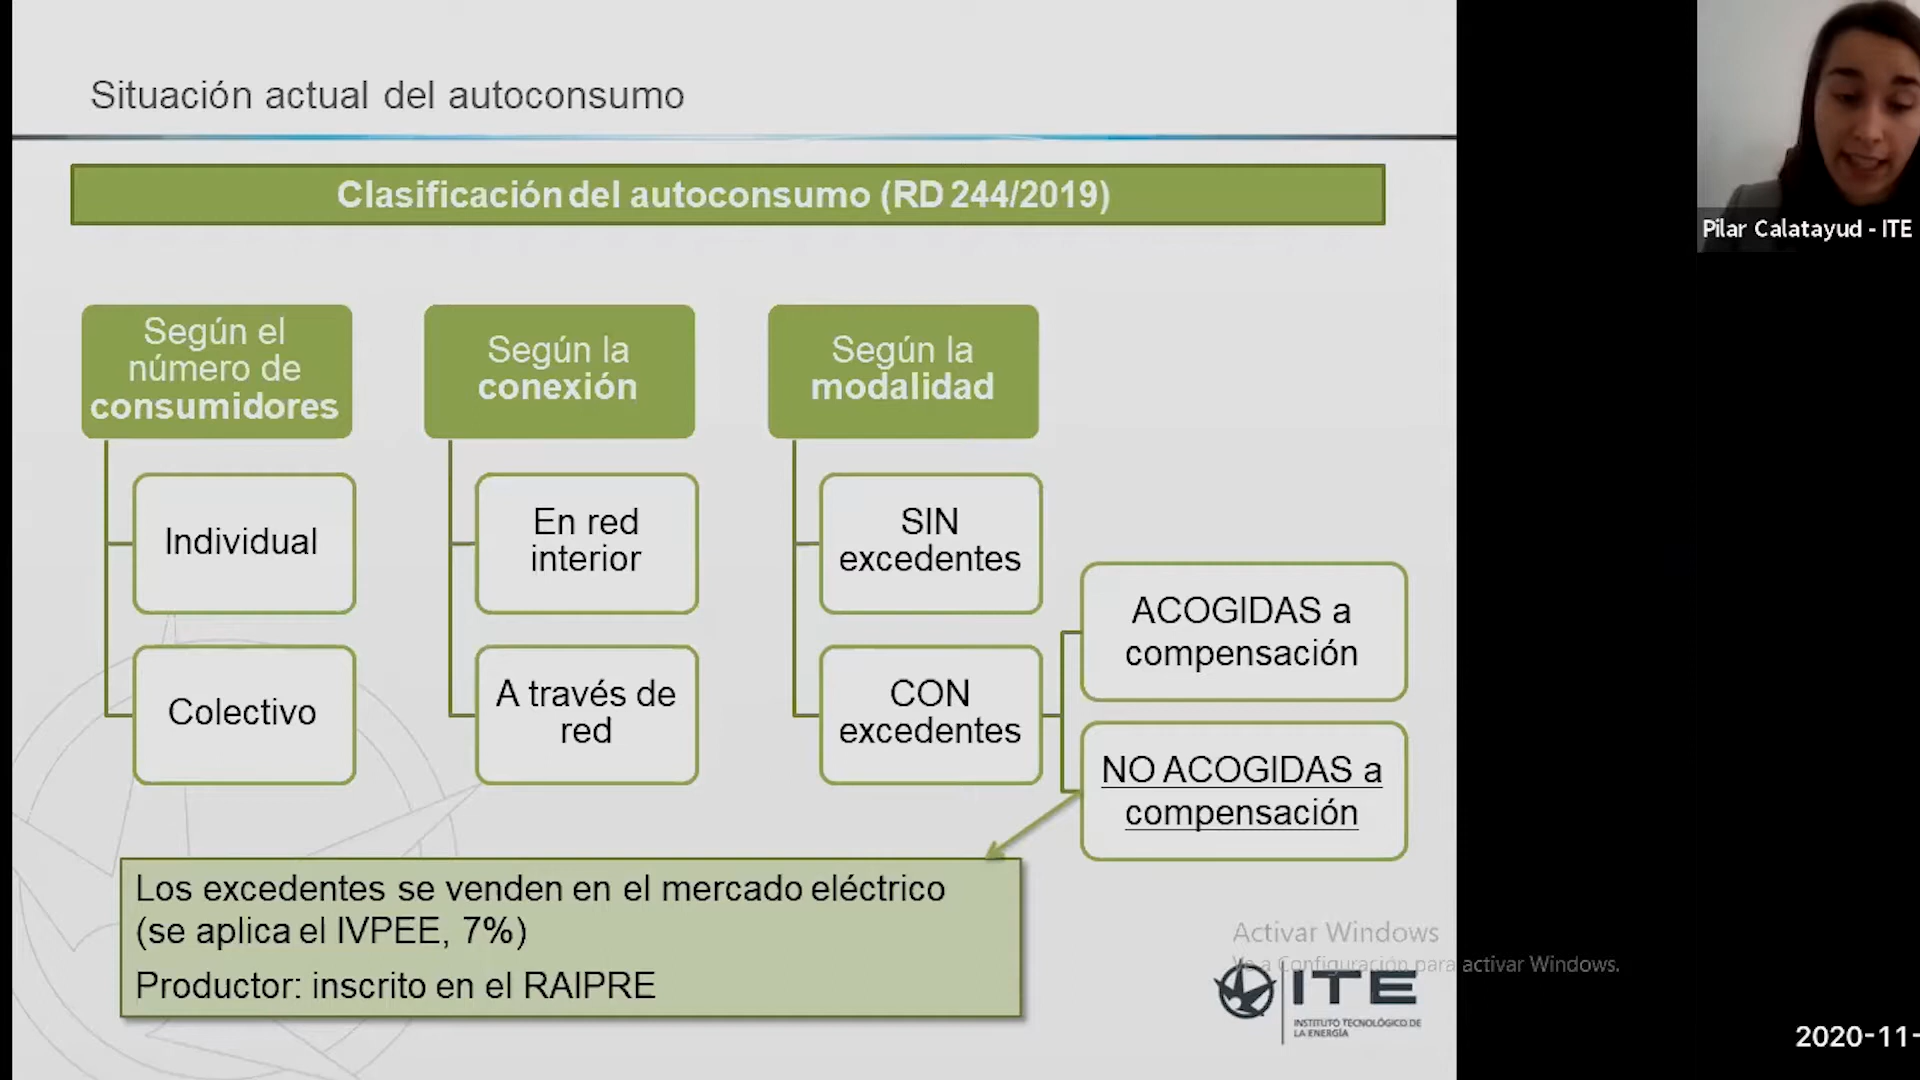 Situación actual del autoconsumo
Clasificación del autoconsumo (RD 244/2019)
Según el
número de
consumidores
Individual
Colectivo
Según la
conexión
En red
interior
A través de
red
Según la
modalidad
SIN
excedentes
CON
excedentes
ACOGIDAS a
compensación
NO ACOGIDAS a
compensación
Los excedentes se venden en el mercado eléctrico
(se aplica el IVPEE, 7%)
Productor: inscrito en el RAIPRE
Activar Windows
Ve a Configuración para activar Windows.
ITE
INSTITUTO TECNOLÓGICO DE
LA ENERGÍA
Pilar Calatayud - ITE
2020-11-